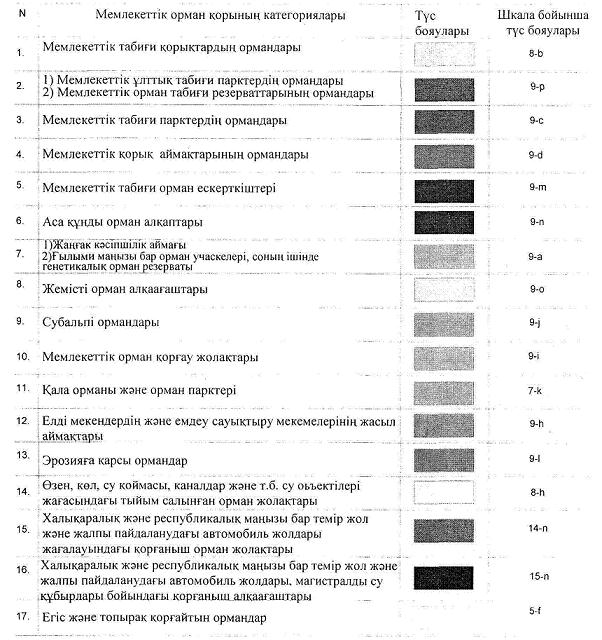 N Мемлекеттік орман қорының категориялары Түс бояулары Шкала бойынша түс бояулары
1. Мемлекеттік табиғи қорықтардың ормандары 8-b
2. 1) Мемлекеттік ұлттық табиғи парктердің ормандары
2) Мемлекеттік орман табиғи резерваттарының ормандары 9-p
3. Мемлекеттік табиғи парктердің ормандары 9-c
4. Мемлекеттік қорық аймақтарының ормандары 9-d
5. Мемлекеттік табиғи орман ескерткіштері 9-m
6. Аса құнды орман алқаптары 9-n
7. 1)Жаңғак кәсіпшілік аймағы
2)Ғылыми маңызы бар орман учаскелері, соның ішінде
генетикалық орман резерваты 9-a
8. Жемісті орман алқаағаштары 9-o
9. Субальпі ормандары 9-j
10. Мемлекеттік орман қорғау жолақтары 9-i
11. Қала орманы және орман парктері 7-k
12. Елді мекендердің және емдеу сауықтыру мекемелерінің жасыл
аймақтары 9-h
13. Эрозияға қарсы ормандар 9-l
14. Өзен, көл, су қоймасы, каналдар және т.б. су оьъектілері
жағасындағы тыйым салынған орман жолақтары 8-h
15. Халықаралық және республикалық маңызы бар темір жол
және жалпы пайдаланудағы автомобиль жолдары
жағалауындағы қорғаныш орман жолақтары 14-n
16. Халықаралық және республикалық маңызы бар темір жол және
жалпы пайдаланудағы автомобиль жолдары, магистралды су
құбырлары бойындағы қорғаныш алқаағаштары 15-n
17. Егіс және топырақ қорғайтын ормандар 5-f